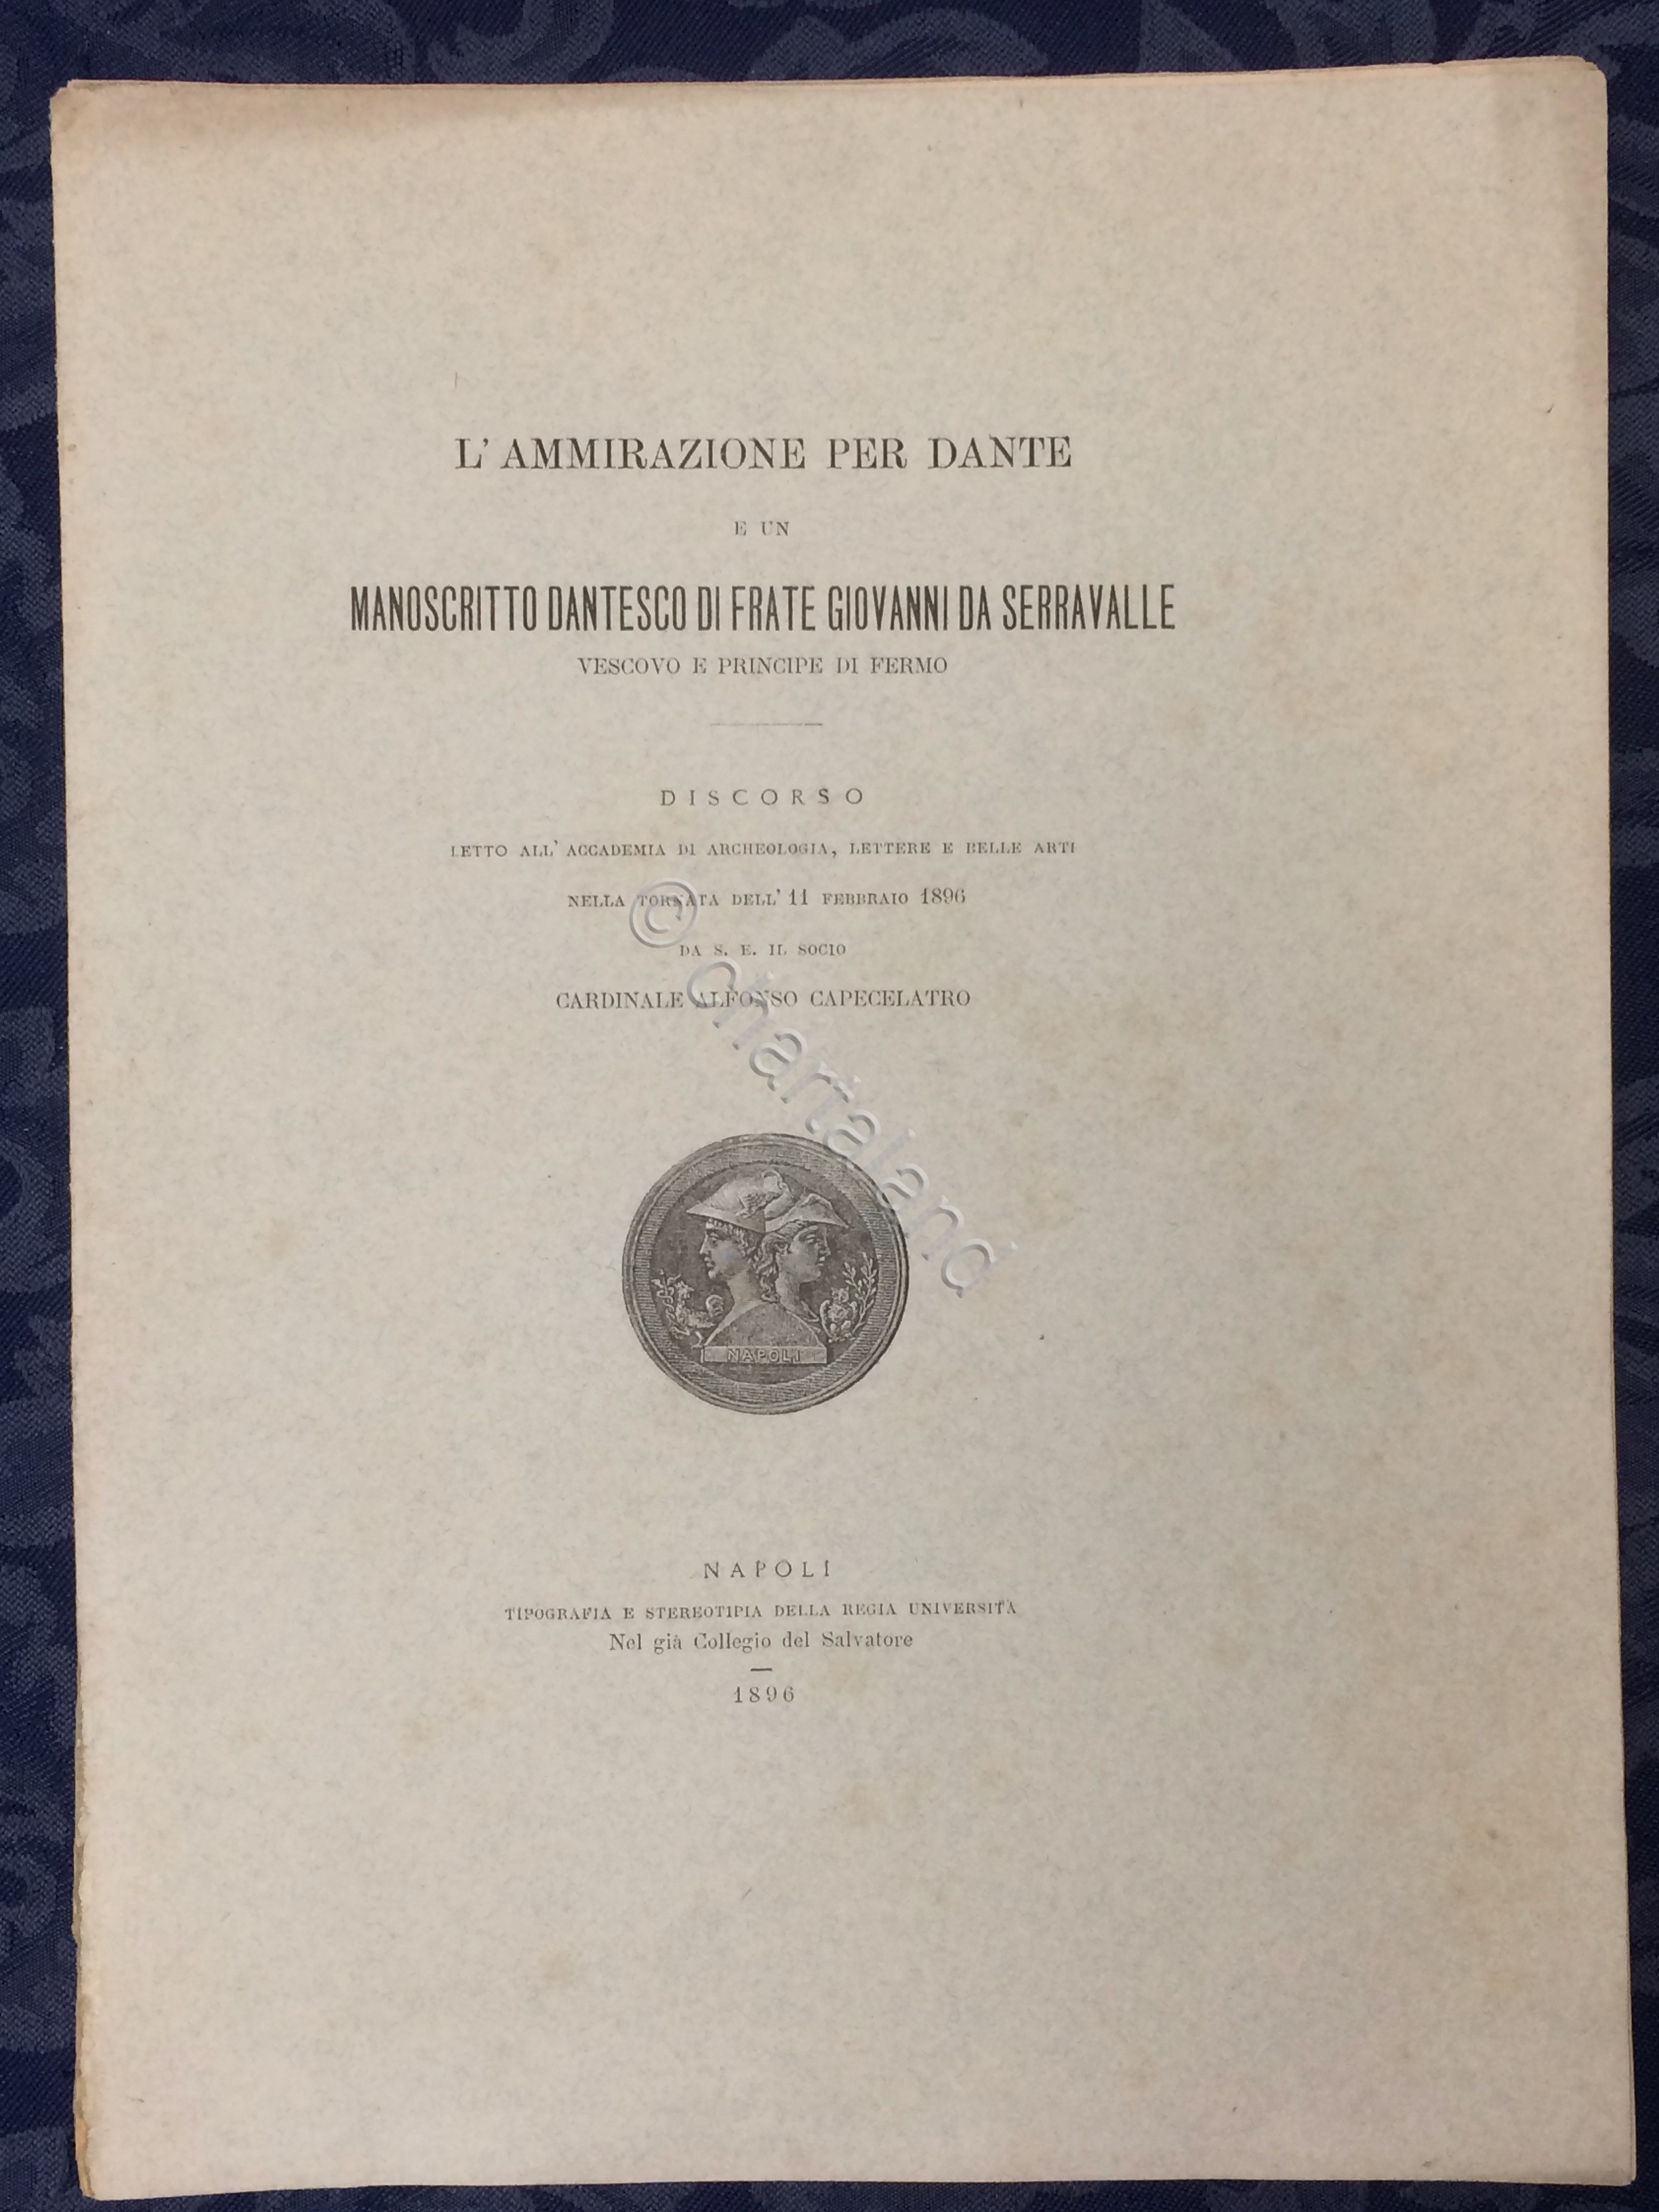 L' AMMIRAZIONE PER DANTE
E UN
MANOSCRITTO DANTESCO DI FRATE GIOVANNI DA SERRAVALLE
VESCOVO E PRINCIPE DI FERMO
DISCORSO
LETTO ALL' ACCADEMIA DI ARCHEOLOGIA, LETTERE E BELLE ARTI
NELLA TORNATA DELL' 11 FEBBRAIO 1896
DA S. E. IL SOCIO
CARDINALE ALFONSO CAPECELATRO
© chartaland
NAPOLI
NAPOLI
TIPOGRAFIA E STEREOTIPIA DELLA REGIA UNIVERSITÀ
Nel già Collegio del Salvatore
1896